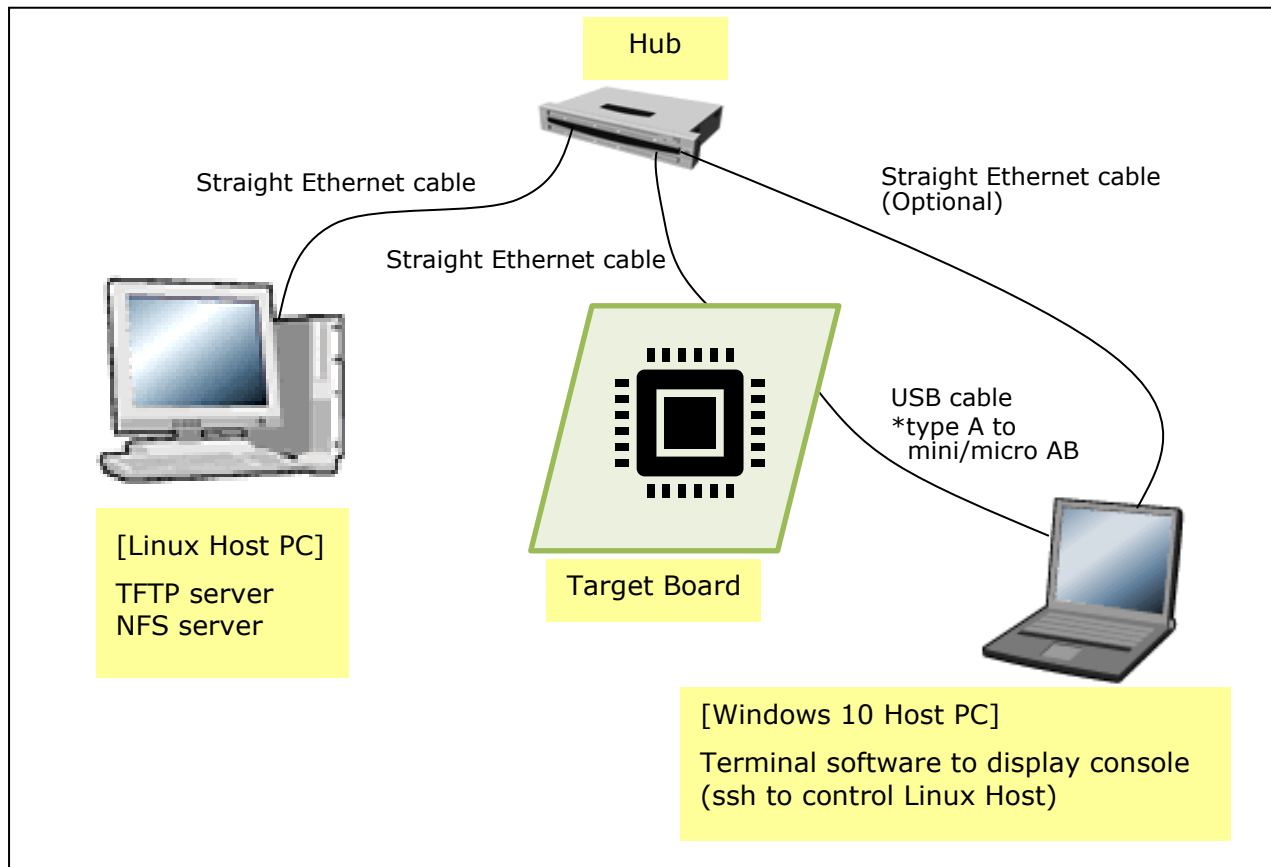 Hub
Straight Ethernet cable
Straight Ethernet cable
(Optional)
Straight Ethernet cable
USB cable
*type A to
mini/micro AB
[Linux Host PC]
TFTP server
NFS server
Target Board
[Windows 10 Host PC]
Terminal software to display console
(ssh to control Linux Host)